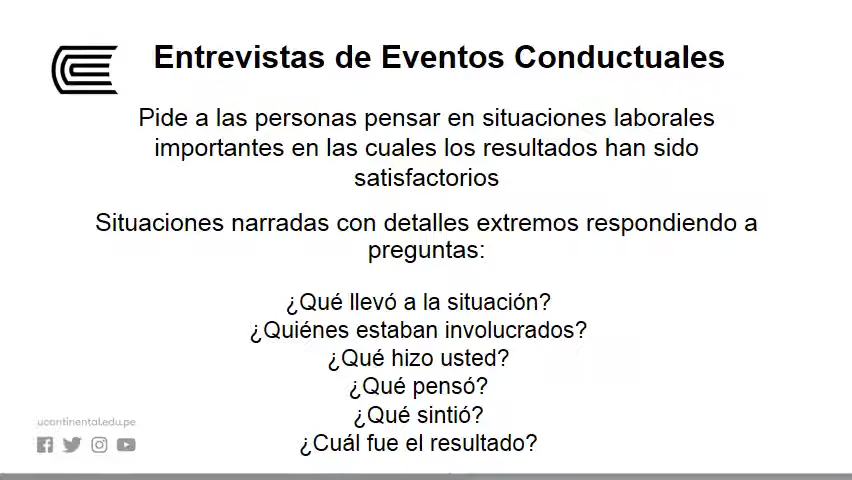 Entrevistas de Eventos Conductuales
Pide a las personas pensar en situaciones laborales
importantes en las cuales los resultados han sido
satisfactorios
Situaciones narradas con detalles extremos respondiendo a
preguntas:
¿Qué llevó a la situación?
¿Quiénes estaban involucrados?
¿Qué hizo usted?
¿Qué pensó?
¿Qué sintió?
¿Cuál fue el resultado?
ucontinental.edu.pe